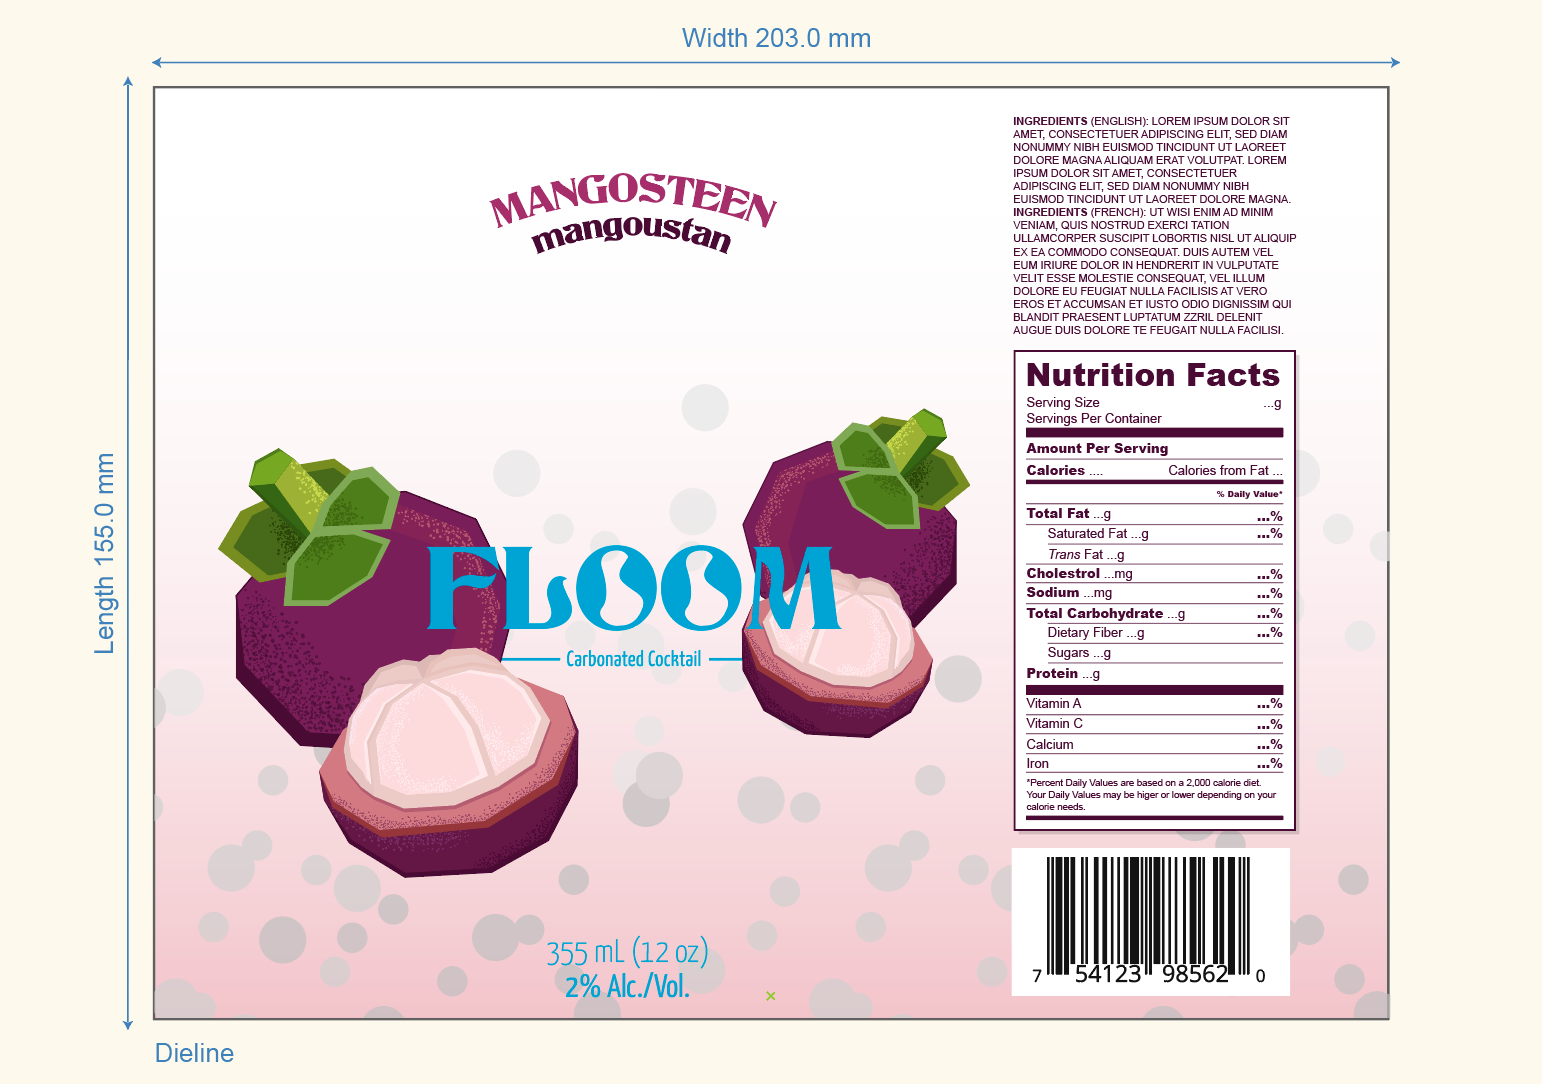 Width 203.0 mm
Length 155.0 mm
MANGOSTEEN
mangoustan
FLOOM
Carbonated Cocktail
355 mL (12 oz)
2% Alc./Vol.
INGREDIENTS (ENGLISH): LOREM IPSUM DOLOR SIT
AMET, CONSECTETUER ADIPISCING ELIT, SED DIAM
NONUMMY NIBH EUISMOD TINCIDUNT UT LAOREET
DOLORE MAGNA ALIQUAM ERAT VOLUTPAT. LOREM
IPSUM DOLOR SIT AMET, CONSECTETUER
ADIPISCING ELIT, SED DIAM NONUMMY NIBH
EUISMOD TINCIDUNT UT LAOREET DOLORE MAGNA.
INGREDIENTS (FRENCH): UT WISI ENIM AD MINIM
VENIAM, QUIS NOSTRUD EXERCI TATION
ULLAMCORPER SUSCIPIT LOBORTIS NISL UT ALIQUIP
EX EA COMMODO CONSEQUAT. DUIS AUTEM VEL
EUM IRIURE DOLOR IN HENDRERIT IN VULPUTATE
VELIT ESSE MOLESTIE CONSEQUAT, VEL ILLUM
DOLORE EU FEUGIAT NULLA FACILISIS AT VERO
EROS ET ACCUMSAN ET IUSTO ODIO DIGNISSIM QUI
BLANDIT PRAESENT LUPTATUM ZZRIL DELENIT
AUGUE DUIS DOLORE TE FEUGAIT NULLA FACILISI.
Nutrition Facts
Serving Size ...g
Servings Per Container
Amount Per Serving
Calories .... Calories from Fat ...
% Daily Value*
Total Fat ...g ...%
Saturated Fat ...g ...%
Trans Fat ...g
Cholestrol ...mg ...%
Sodium ...mg ...%
Total Carbohydrate ...g ...%
Dietary Fiber ...g ...%
Sugars ...g
Protein ...g
Vitamin A ...%
Vitamin C ...%
Calcium ...%
Iron ...%
*Percent Daily Values are based on a 2,000 calorie diet.
Your Daily Values may be higer or lower depending on your
calorie needs.
7 54123 98562 0
Dieline